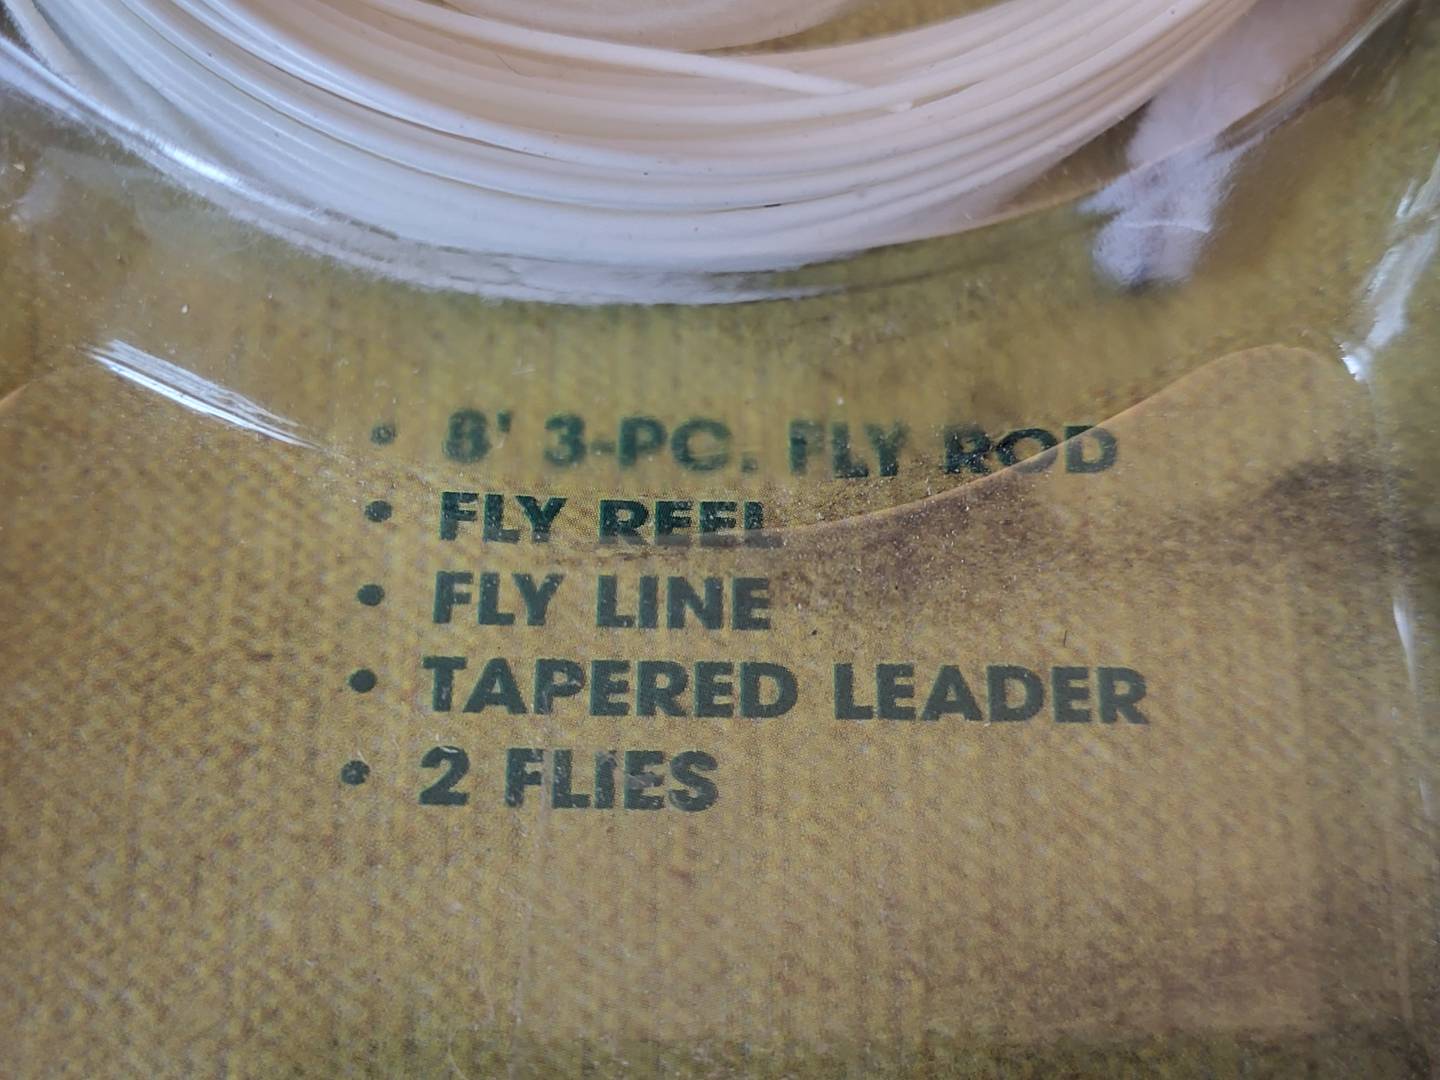 • 8' 3-PC. FLY ROD
• FLY REEL
• FLY LINE
• TAPERED LEADER
• 2 FLIES